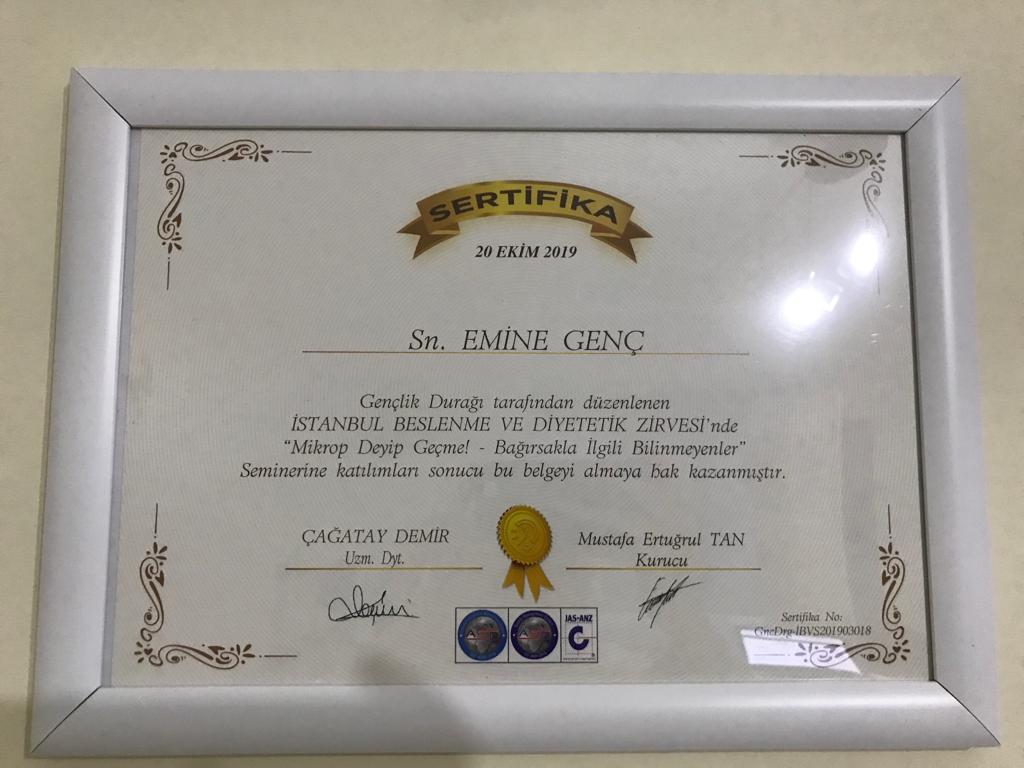 SERTİFİKA
20 EKİM 2019
Sn. EMİNE GENÇ
Gençlik Durağı tarafından düzenlenen
İSTANBUL BESLENME VE DİYETETİK ZİRVESİ'nde
“Mikrop Deyip Geçme! - Bağırsakla İlgili Bilinmeyenler”
Seminerine katılımları sonucu bu belgeyi almaya hak kazanmıştır.
ÇAĞATAY DEMİR
Uzm. Dyt.
Mustafa Ertuğrul TAN
Kurucu
JAS-ANZ
Sertifika No:
GncDrg-IBVS201903018